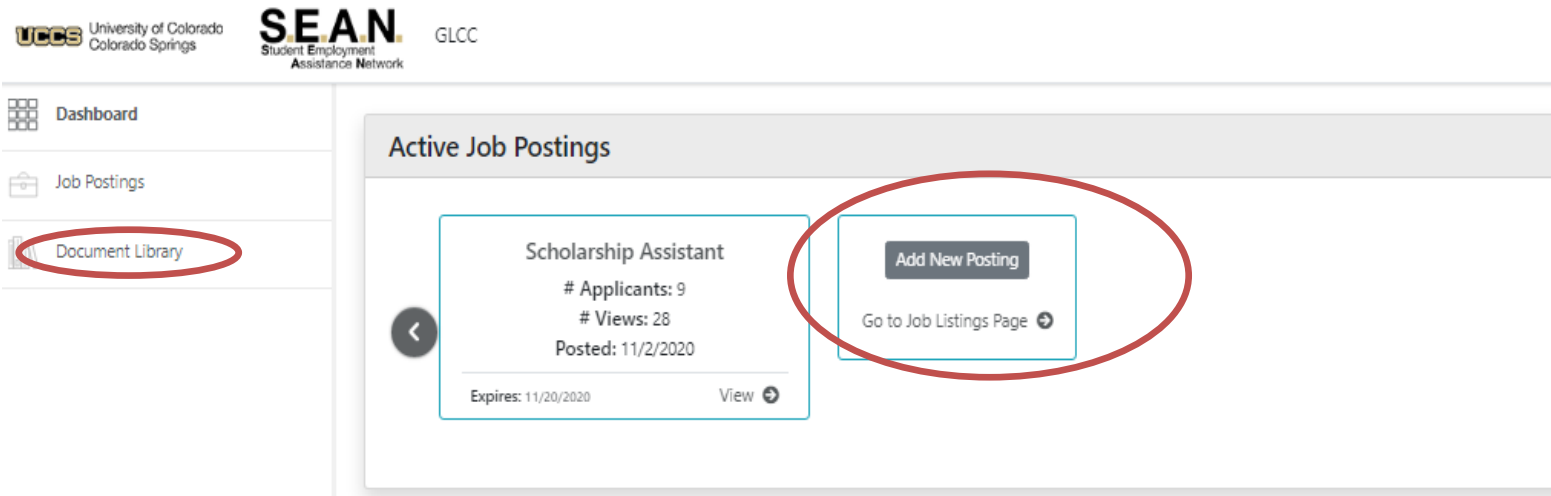 UCCS University of Colorado
Colorado Springs
S.E.A.N.
Student Employment
Assistance Network
GLCC
Dashboard
Job Postings
Document Library
Active Job Postings
Scholarship Assistant
# Applicants: 9
# Views: 28
Posted: 11/2/2020
Expires: 11/20/2020
View
Add New Posting
Go to Job Listings Page